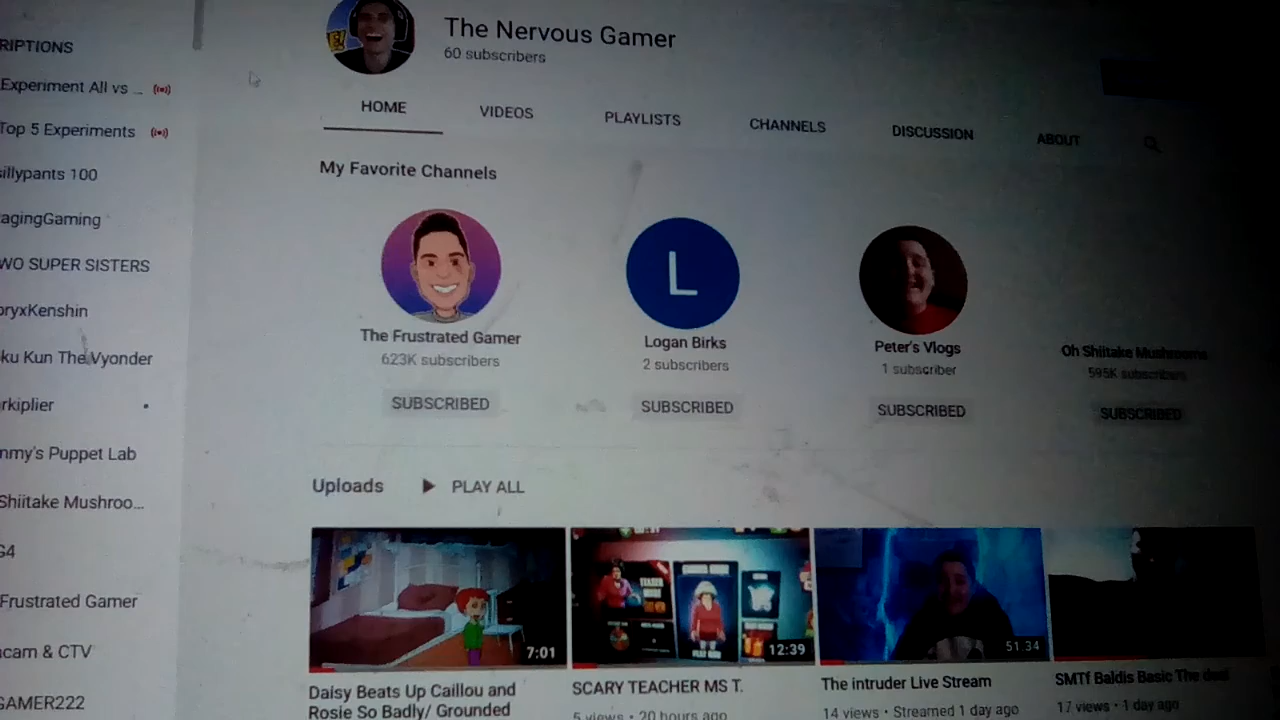 The Nervous Gamer
60 subscribers
RIPTIONS
Experiment All vs ...
Top 5 Experiments
illypants 100
agingGaming
WO SUPER SISTERS
oryxKenshin
ku Kun The Vyonder
rkiplier
mmy's Puppet Lab
Shiitake Mushroo...
G4
Frustrated Gamer
cam & CTV
GAMER222
HOME
VIDEOS
PLAYLISTS
CHANNELS
DISCUSSION
ABOUT
My Favorite Channels
The Frustrated Gamer
623K subscribers
SUBSCRIBED
L
Logan Birks
2 subscribers
SUBSCRIBED
Peter's Vlogs
1 subscriber
SUBSCRIBED
Oh Shiitake Mushrooms
595K subscribers
SUBSCRIBED
Uploads
PLAY ALL
7:01
Daisy Beats Up Caillou and
Rosie So Badly/ Grounded
12:39
SCARY TEACHER MS T.
5 views • 20 hours ago
51:34
The intruder Live Stream
14 views • Streamed 1 day ago
SMTf Baldis Basic The
17 views • 1 day ago